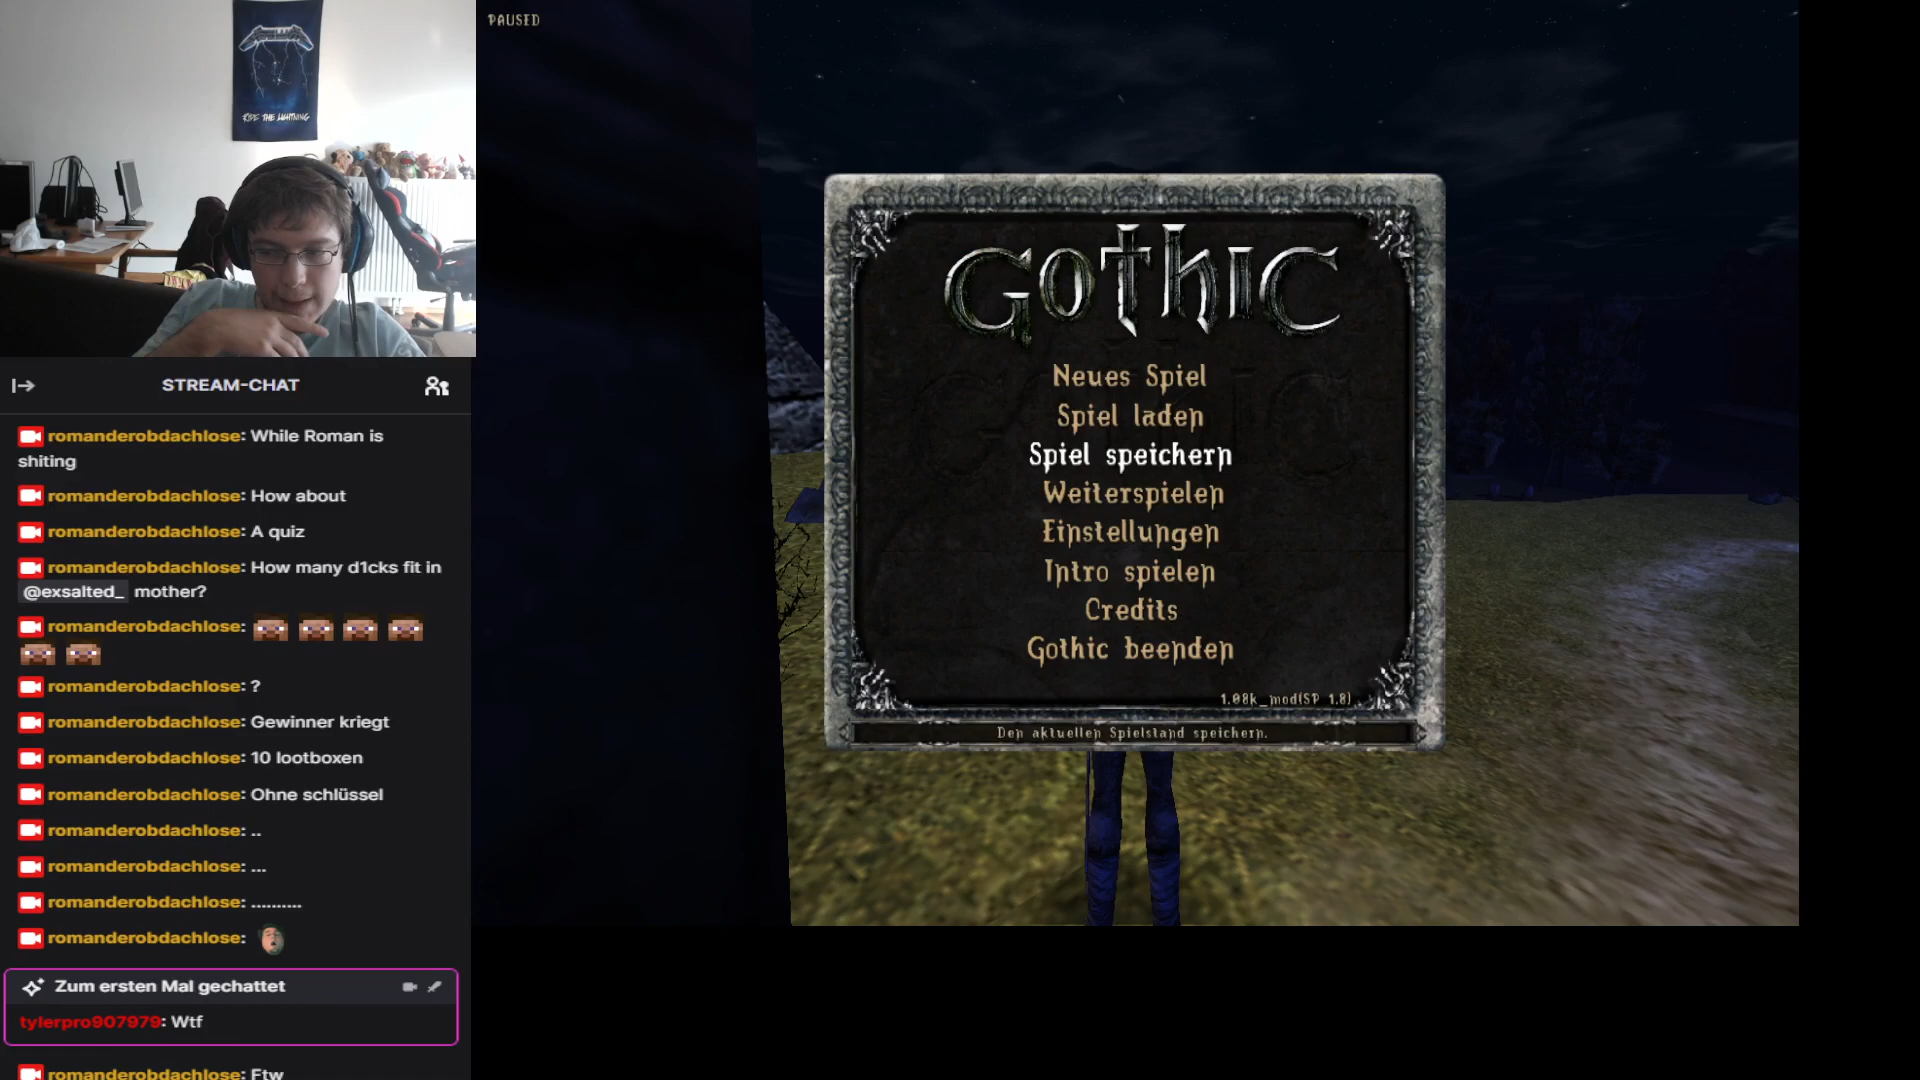 RIDE THE LIGHTNING
STREAM-CHAT
romanderobdachlose: While Roman is
shiting
romanderobdachlose: How about
romanderobdachlose: A quiz
romanderobdachlose: How many d1cks fit in
@exsalted_ mother?
romanderobdachlose:
romanderobdachlose: ?
romanderobdachlose: Gewinner kriegt
romanderobdachlose: 10 lootboxen
romanderobdachlose: Ohne schlüssel
romanderobdachlose: ..
romanderobdachlose: ...
romanderobdachlose: ..........
romanderobdachlose:
Zum ersten Mal gechattet
tylerpro907979: Wtf
romanderobdachlose: Ftw
PAUSED
GOTHIC
Neues Spiel
Spiel laden
Spiel speichern
Weiterspielen
Einstellungen
Intro spielen
Credits
Gothic beenden
1.08k_mod(SP 1.8)
Den aktuellen Spielstand speichern.